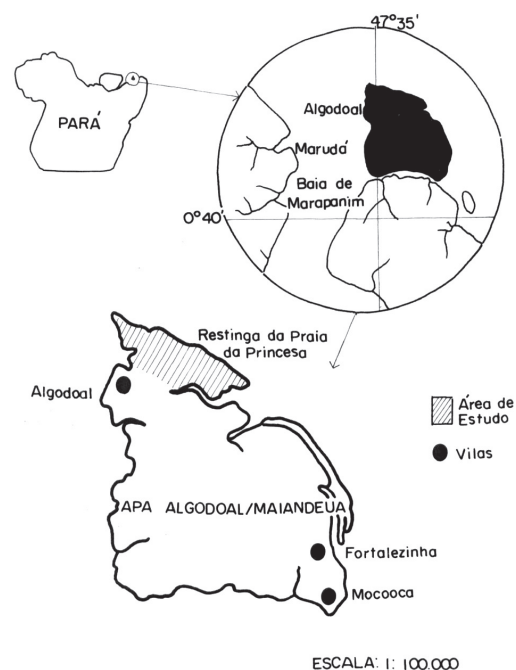 47°35'
PARÁ
Algodoal
Marudá
Baia de
Marapanim
0°40'
Restinga da Praia
da Princesa
Algodoal
Área de
Estudo
Vilas
APA ALGODOAL/MAIANDEUA
Fortalezinha
Mocooca
ESCALA: 1: 100.000